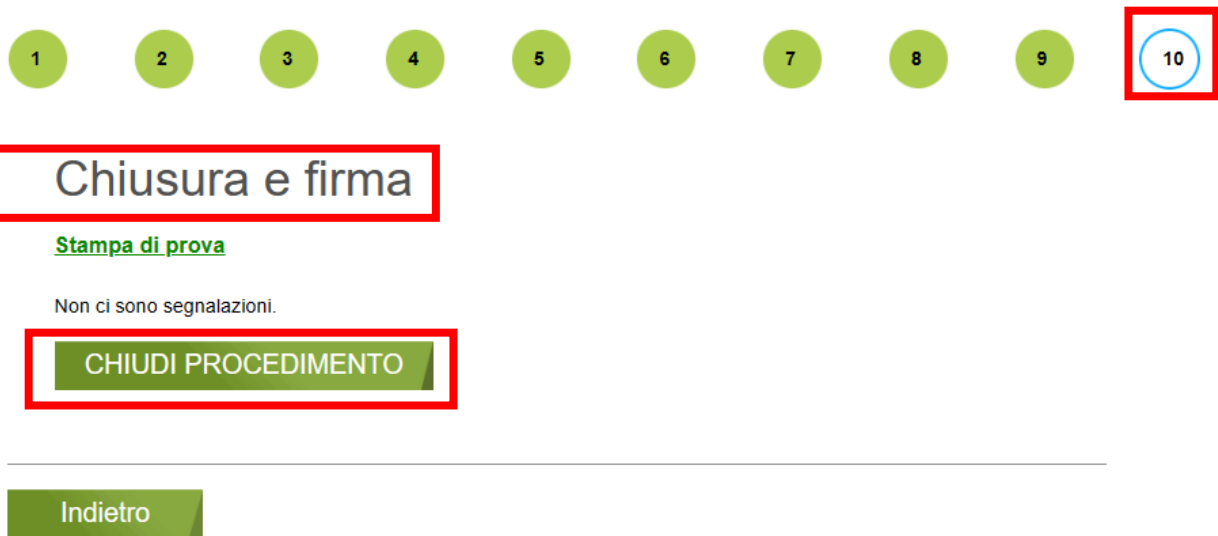 1 2 3 4 5 6 7 8 9 10
Chiusura e firma
Stampa di prova
Non ci sono segnalazioni.
CHIUDI PROCEDIMENTO
Indietro